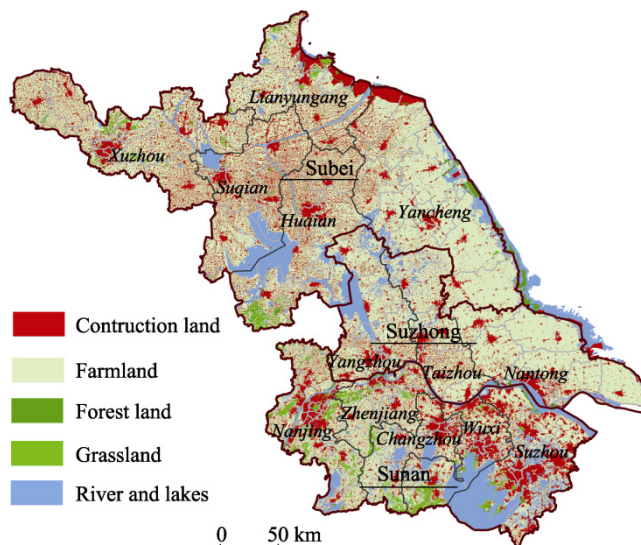 Lianyungang
Xuzhou
Subei
Suqian
Huaian
Yancheng
Contruction land
Farmland
Forest land
Grassland
River and lakes
Suzhong
Yangzhou
Taizhou
Nantong
Zhenjiang
Nanjing
Changzhou
Wuxi
Suzhou
Sunan
0 50 km